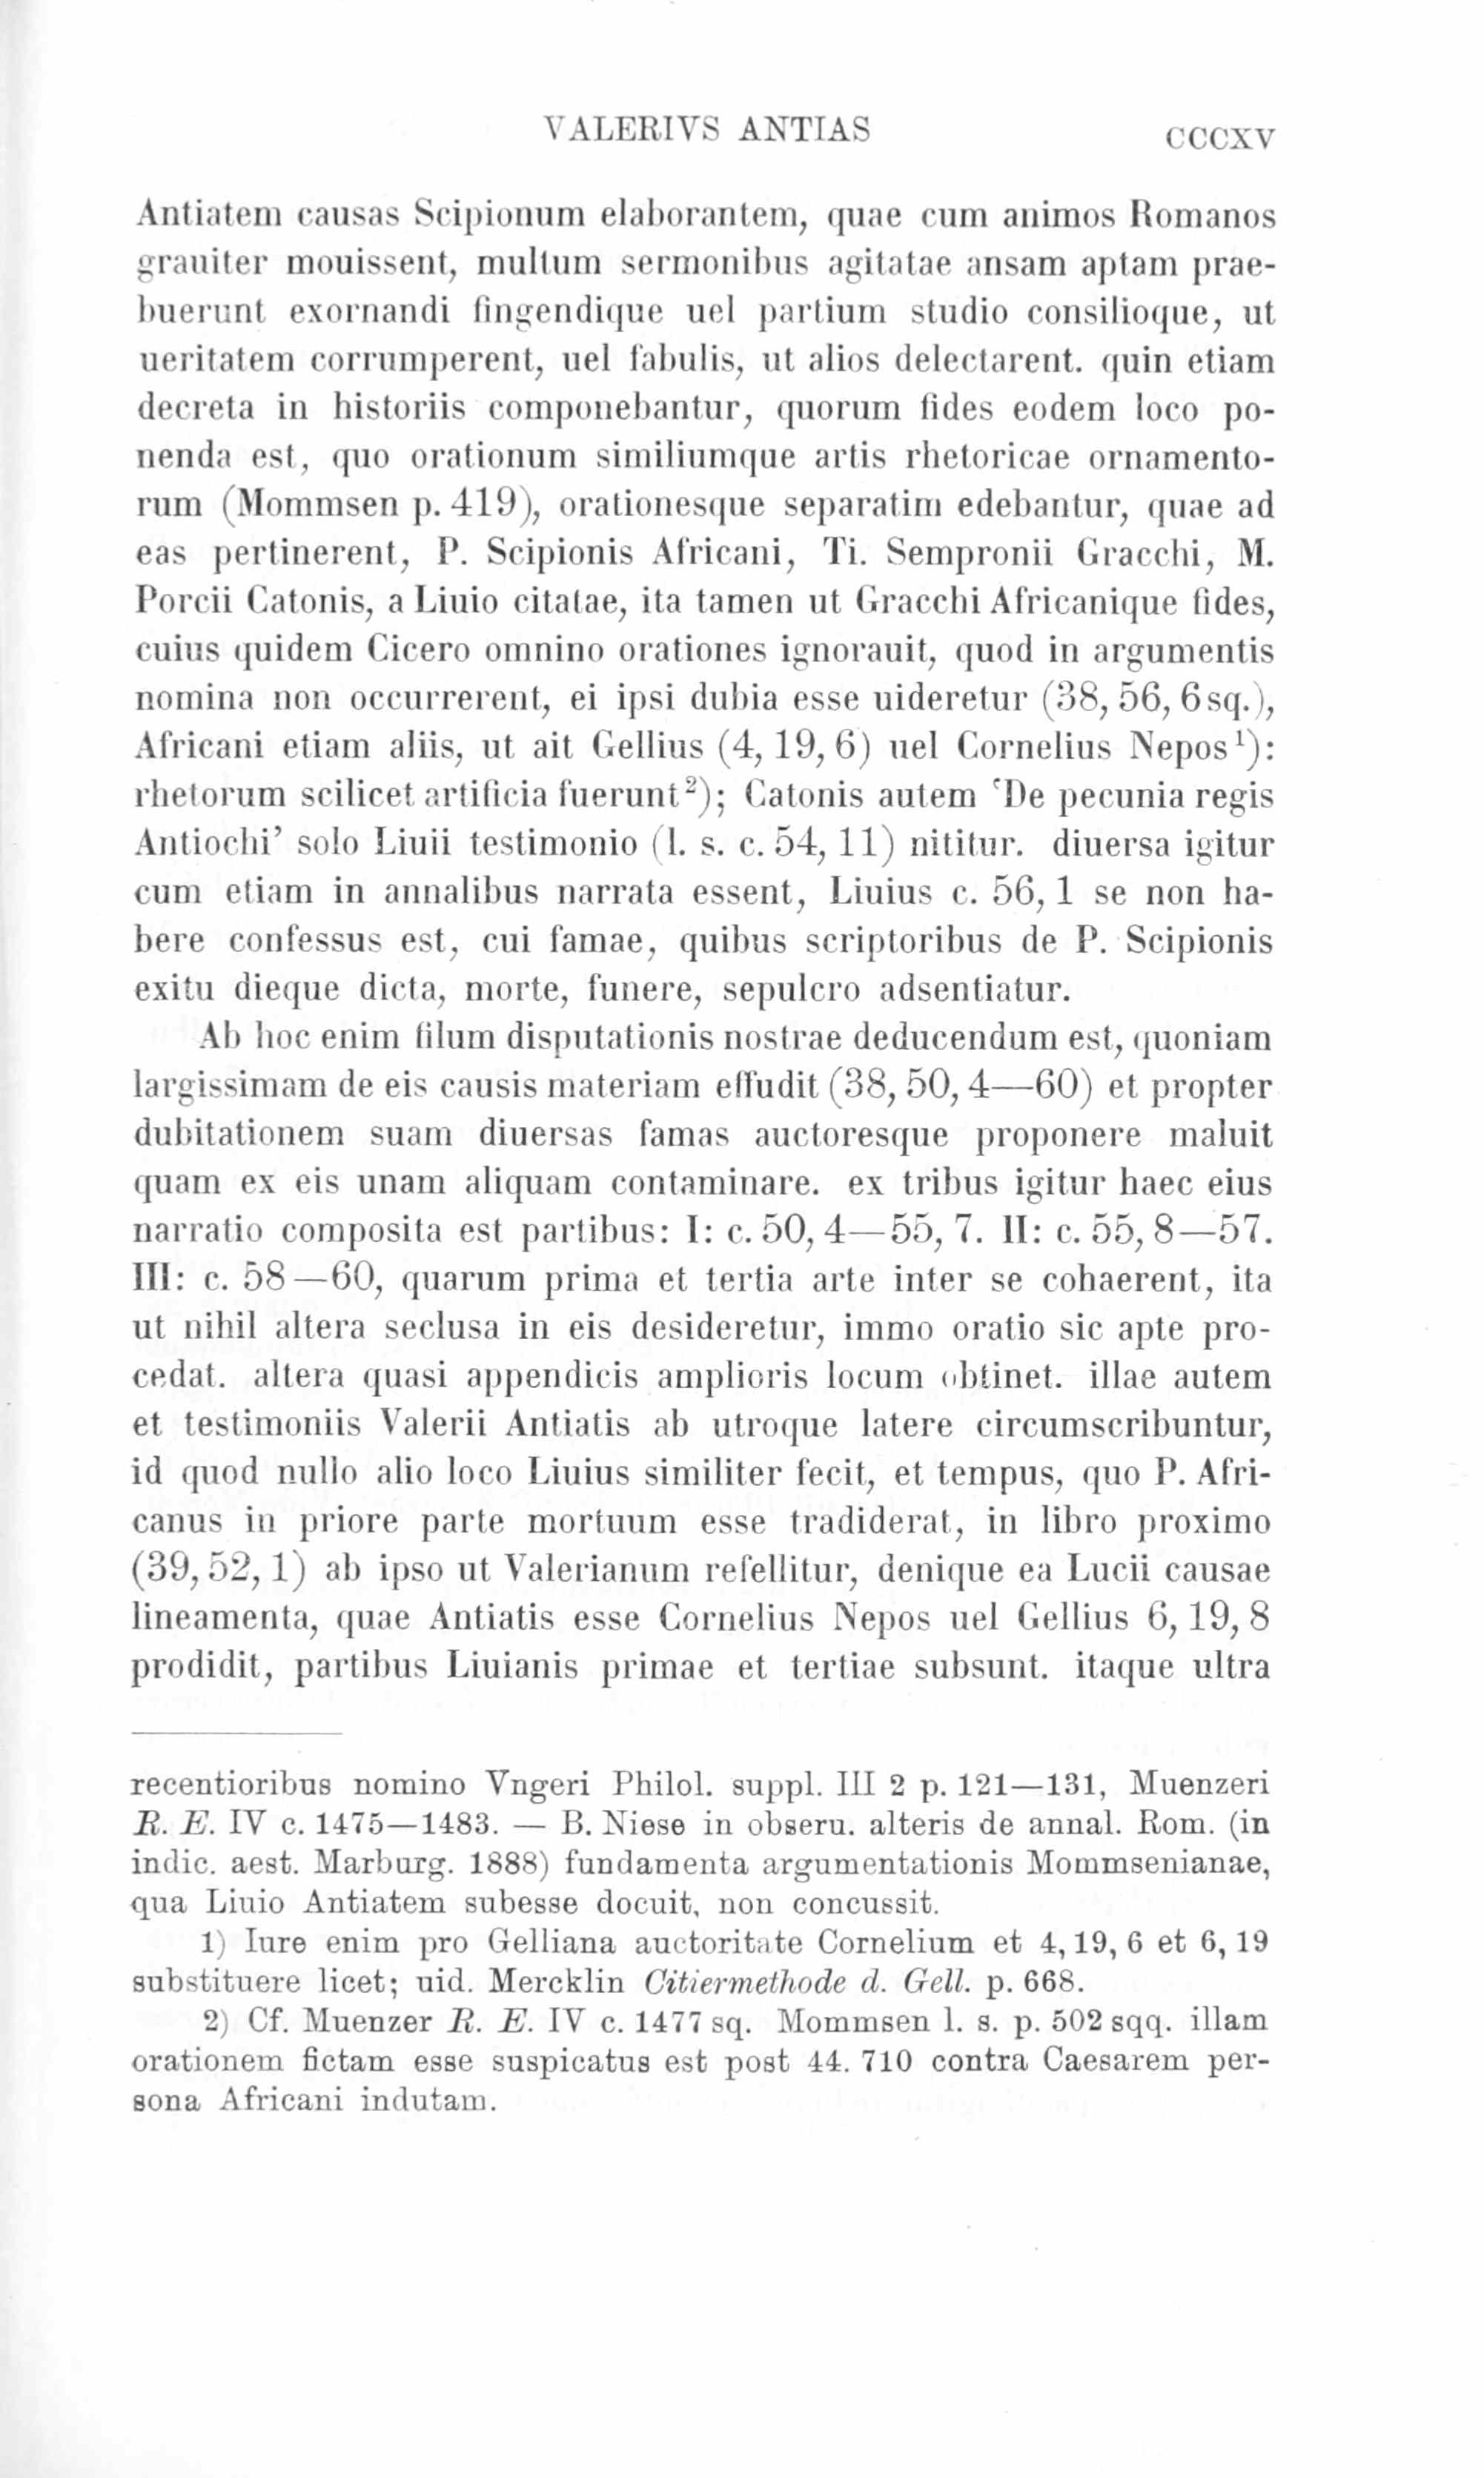 VALERIVS ANTIAS
CCCXV
Antiatem causas Scipionum elaborantem, quae cum animos Romanos
grauiter mouissent, multum sermonibus agitatae ansam aptam prae-
buerunt exornandi fingendique uel partium studio consilioque, ut
ueritatem corrumperent, uel fabulis, ut alios delectarent. quin etiam
decreta in historiis componebantur, quorum fides eodem loco po-
nenda est, quo orationum similiumque artis rhetoricae ornamento-
rum (Mommsen p. 419), orationesque separatim edebantur, quae ad
eas pertinerent, P. Scipionis Africani, Ti. Sempronii Gracchi, M.
Porcii Catonis, a Liuio citatae, ita tamen ut Gracchi Africanique fides,
cuius quidem Cicero omnino orationes ignorauit, quod in argumentis
nomina non occurrerent, ei ipsi dubia esse uideretur (38, 56, 6 sq.),
Africani etiam aliis, ut ait Gellius (4, 19, 6) uel Cornelius Nepos¹):
rhetorum scilicet artificia fuerunt²); Catonis autem ‘De pecunia regis
Antiochi’ solo Liuii testimonio (l. s. c. 54, 11) nititur. diuersa igitur
cum etiam in annalibus narrata essent, Liuius c. 56, 1 se non ha-
bere confessus est, cui famae, quibus scriptoribus de P. Scipionis
exitu dieque dicta, morte, funere, sepulcro adsentiatur.
Ab hoc enim filum disputationis nostrae deducendum est, quoniam
largissimam de eis causis materiam effudit (38, 50, 4—60) et propter
dubitationem suam diuersas famas auctoresque proponere maluit
quam ex eis unam aliquam contaminare. ex tribus igitur haec eius
narratio composita est partibus: I: c. 50, 4—55, 7. II: c. 55, 8—57.
III: c. 58—60, quarum prima et tertia arte inter se cohaerent, ita
ut nihil altera seclusa in eis desideretur, immo oratio sic apte pro-
cedat. altera quasi appendicis amplioris locum obtinet. illae autem
et testimoniis Valerii Antiatis ab utroque latere circumscribuntur,
id quod nullo alio loco Liuius similiter fecit, et tempus, quo P. Afri-
canus in priore parte mortuum esse tradiderat, in libro proximo
(39, 52, 1) ab ipso ut Valerianum refellitur, denique ea Lucii causae
lineamenta, quae Antiatis esse Cornelius Nepos uel Gellius 6, 19, 8
prodidit, partibus Liuianis primae et tertiae subsunt. itaque ultra
recentioribus nomino Vngeri Philol. suppl. III 2 p. 121—131, Muenzeri
R. E. IV c. 1475—1483. — B. Niese in obseru. alteris de annal. Rom. (in
indic. aest. Marburg. 1888) fundamenta argumentationis Mommsenianae,
qua Liuio Antiatem subesse docuit, non concussit.
1) Iure enim pro Gelliana auctoritate Cornelium et 4, 19, 6 et 6, 19
substituere licet; uid. Mercklin Citiermethode d. Gell. p. 668.
2) Cf. Muenzer R. E. IV c. 1477 sq. Mommsen l. s. p. 502 sqq. illam
orationem fictam esse suspicatus est post 44. 710 contra Caesarem per-
sona Africani indutam.